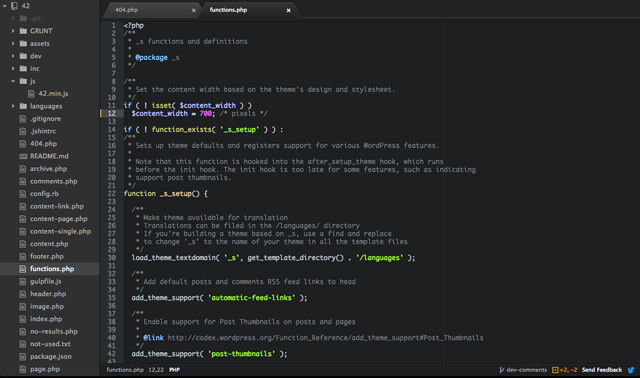 42
.git
GRUNT
assets
dev
inc
js
42.min.js
languages
.gitignore
.jshintrc
404.php
README.md
archive.php
comments.php
config.rb
content-link.php
content-page.php
content-single.php
content.php
footer.php
functions.php
gulpfile.js
header.php
image.php
index.php
no-results.php
not-used.txt
package.json
page.php
404.php × functions.php ×
1 <?php
2 /**
3 * _s functions and definitions
4 *
5 * @package _s
6 */
7
8 /**
9 * Set the content width based on the theme's design and stylesheet.
10 */
11 if ( ! isset( $content_width ) )
12 $content_width = 700; /* pixels */
13
14 if ( ! function_exists( '_s_setup' ) ) :
15 /**
16 * Sets up theme defaults and registers support for various WordPress features.
17 *
18 * Note that this function is hooked into the after_setup_theme hook, which runs
19 * before the init hook. The init hook is too late for some features, such as indicating
20 * support post thumbnails.
21 */
22 function _s_setup() {
23
24 /**
25 * Make theme available for translation
26 * Translations can be filed in the /languages/ directory
27 * If you're building a theme based on _s, use a find and replace
28 * to change '_s' to the name of your theme in all the template files
29 */
30 load_theme_textdomain( '_s', get_template_directory() . '/languages' );
31
32 /**
33 * Add default posts and comments RSS feed links to head
34 */
35 add_theme_support( 'automatic-feed-links' );
36
37 /**
38 * Enable support for Post Thumbnails on posts and pages
39 *
40 * @link http://codex.wordpress.org/Function_Reference/add_theme_support#Post_Thumbnails
41 */
42 add_theme_support( 'post-thumbnails' );
43
functions.php 12,22 PHP dev-comments +2, -2 Send Feedback